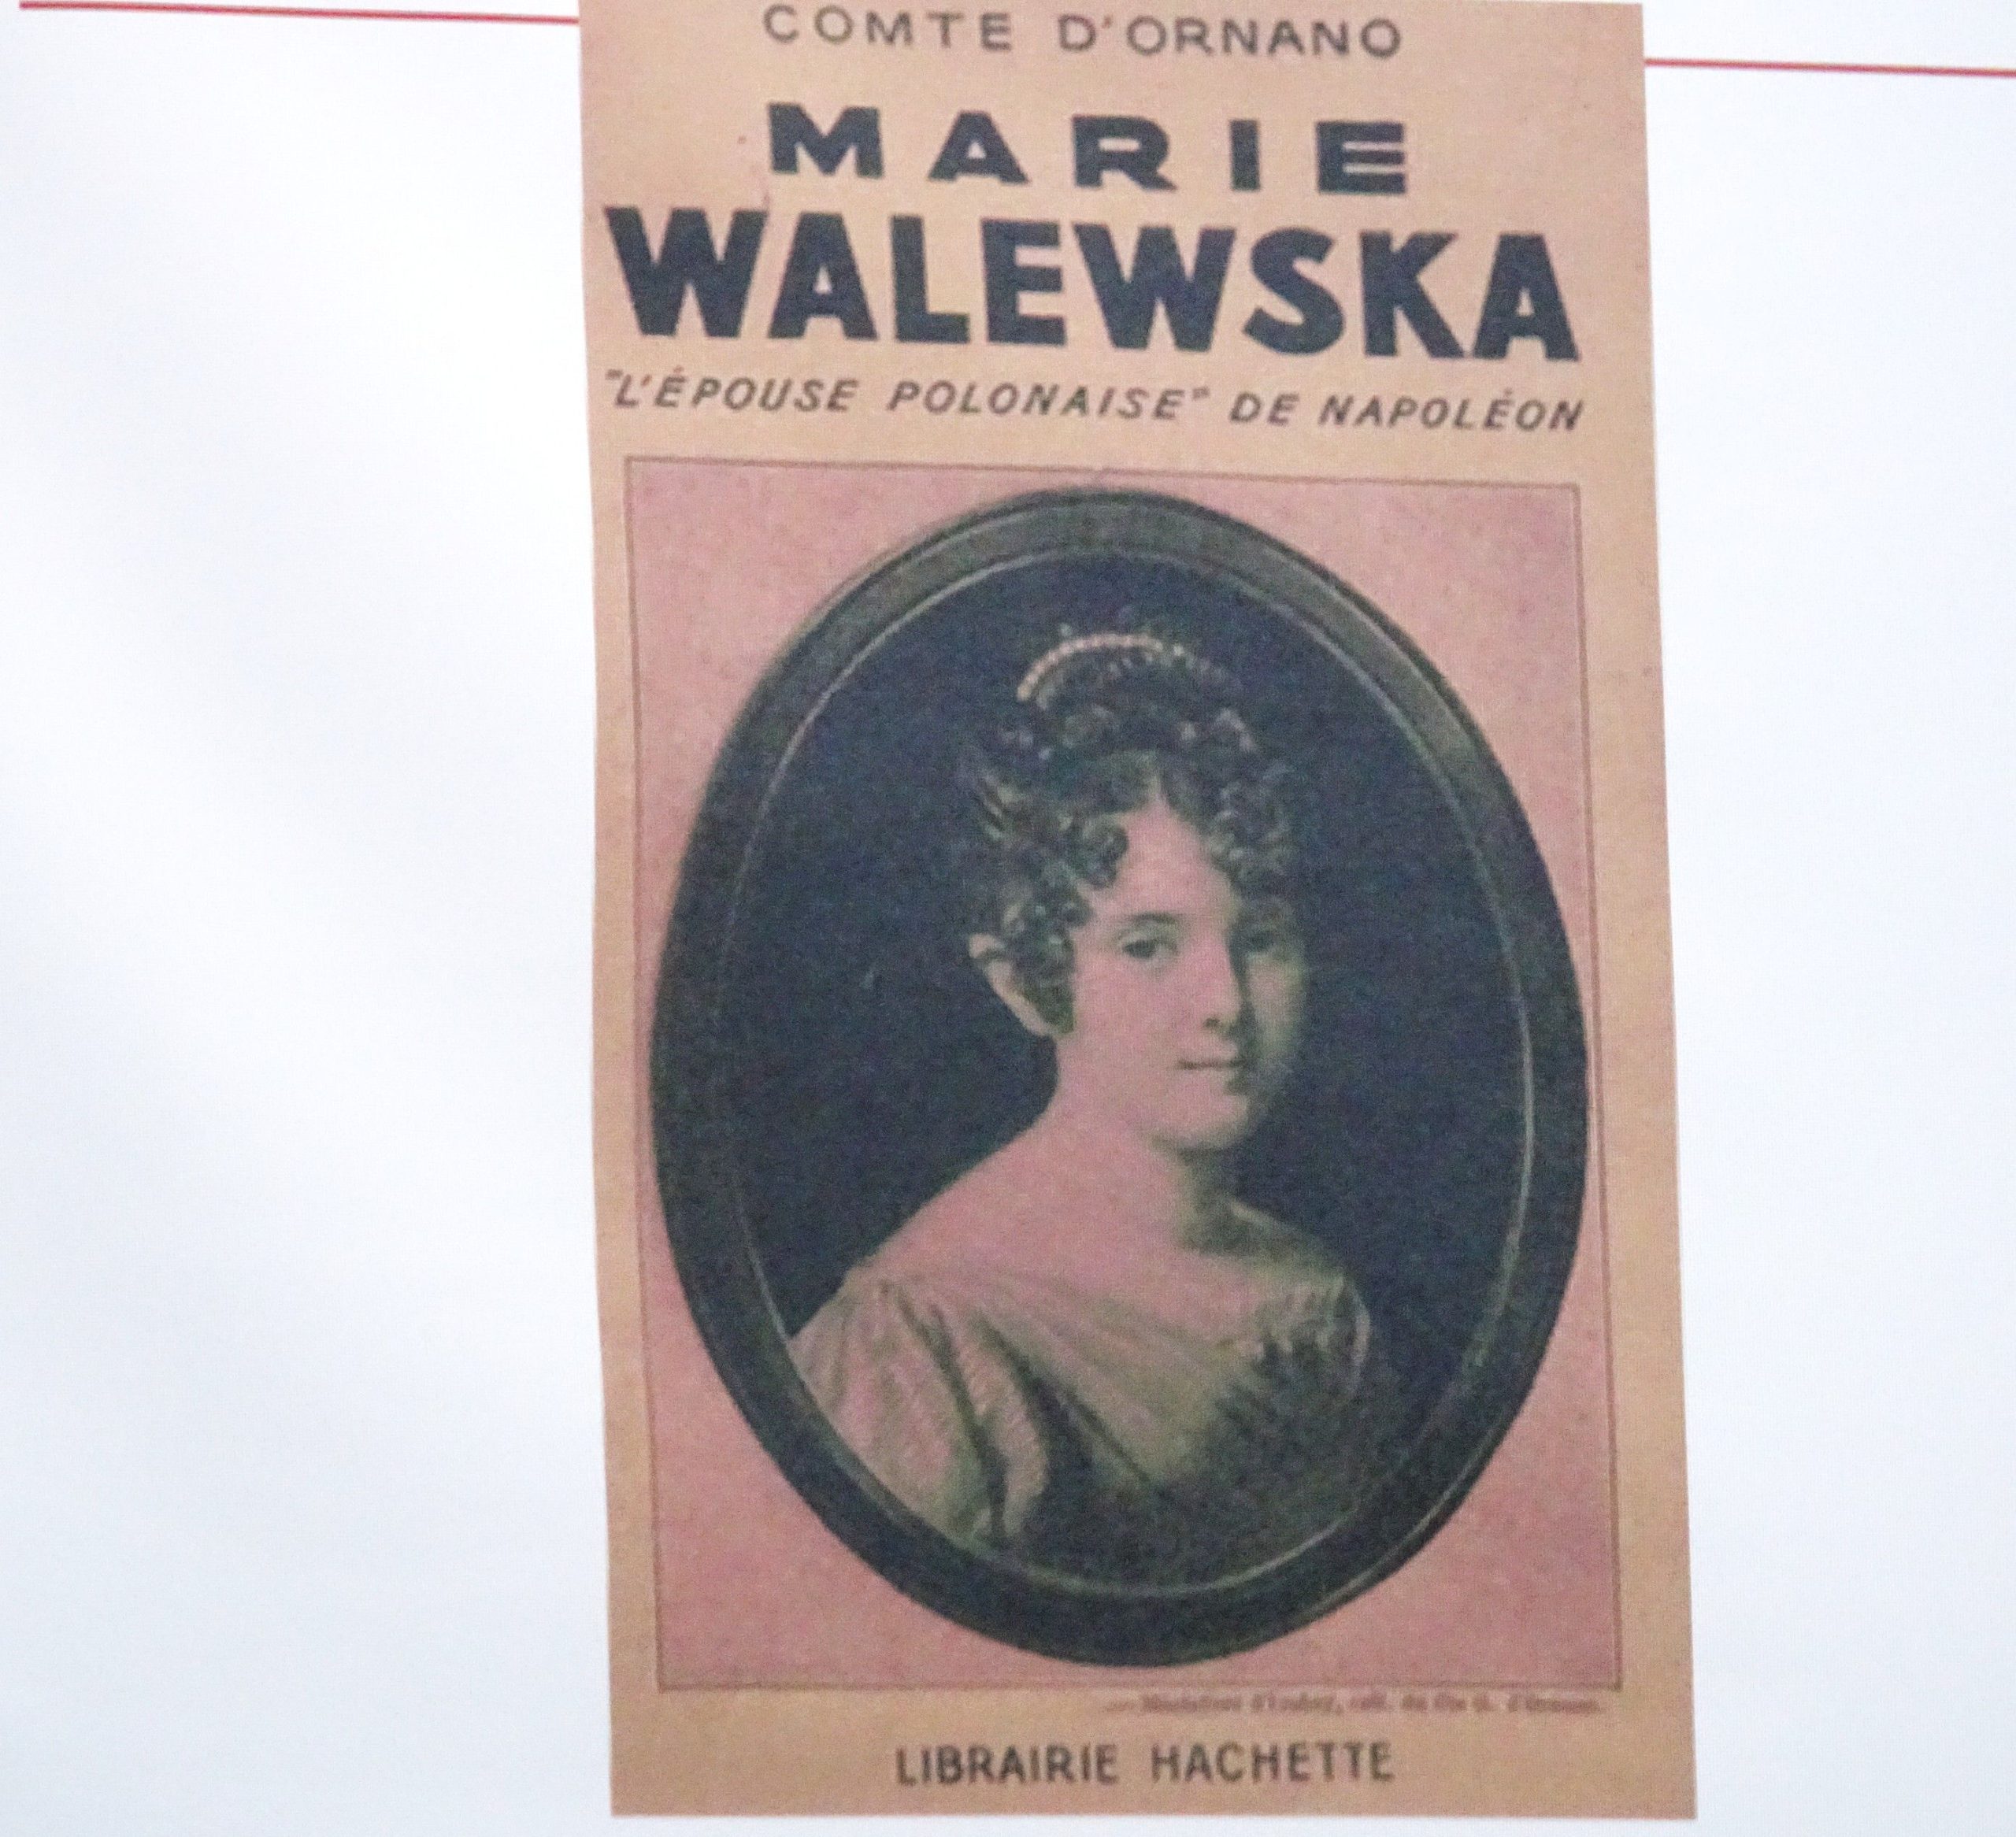 COMTE D'ORNANO
MARIE
WALEWSKA
"L'ÉPOUSE POLONAISE" DE NAPOLÉON
LIBRAIRIE HACHETTE